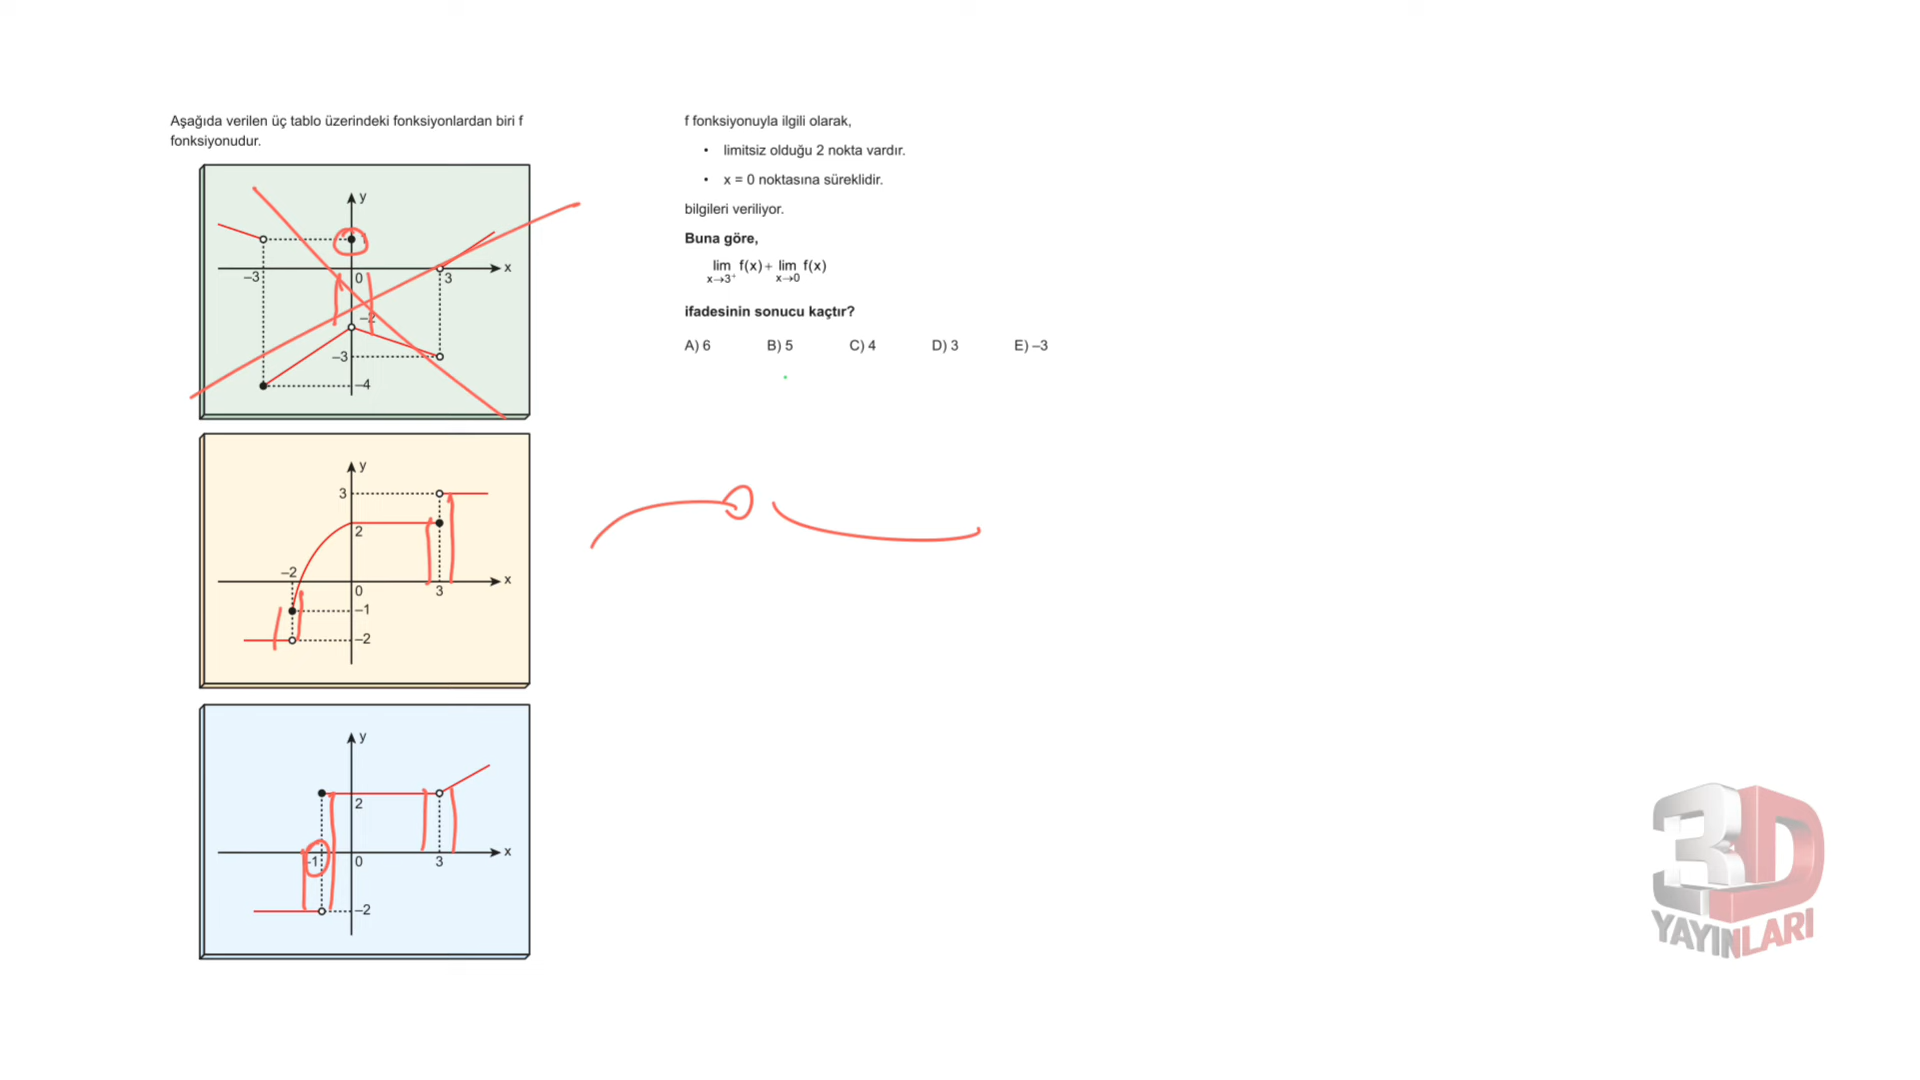 Aşağıda verilen üç tablo üzerindeki fonksiyonlardan biri f
fonksiyonudur.
y
x
–3
0
3
–2
–3
–4
y
3
2
–2
x
0
3
–1
–2
y
2
x
–1
0
3
–2
f fonksiyonuyla ilgili olarak,
• limitsiz olduğu 2 nokta vardır.
• x = 0 noktasına süreklidir.
bilgileri veriliyor.
Buna göre,
lim f(x) + lim f(x)
x→3⁺ x→0
ifadesinin sonucu kaçtır?
A) 6 B) 5 C) 4 D) 3 E) –3
3D
YAYINLARI